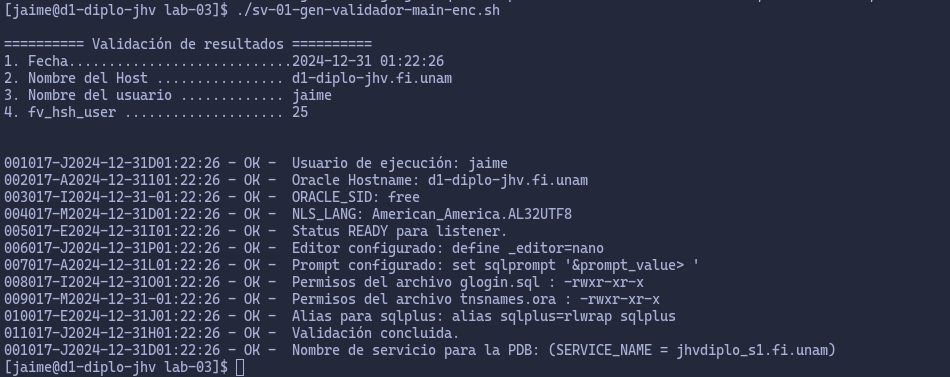 [jaime@d1-diplo-jhv lab-03]$ ./sv-01-gen-validador-main-enc.sh
========== Validación de resultados ==========
1. Fecha............................2024-12-31 01:22:26
2. Nombre del Host ................ d1-diplo-jhv.fi.unam
3. Nombre del usuario ............. jaime
4. fv_hsh_user .................... 25
001017-J2024-12-31D01:22:26 - OK -  Usuario de ejecución: jaime
002017-A2024-12-31101:22:26 - OK -  Oracle Hostname: d1-diplo-jhv.fi.unam
003017-I2024-12-31-01:22:26 - OK -  ORACLE_SID: free
004017-M2024-12-31D01:22:26 - OK -  NLS_LANG: American_America.AL32UTF8
005017-E2024-12-31I01:22:26 - OK -  Status READY para listener.
006017-J2024-12-31P01:22:26 - OK -  Editor configurado: define _editor=nano
007017-A2024-12-31L01:22:26 - OK -  Prompt configurado: set sqlprompt '&prompt_value> '
008017-I2024-12-31O01:22:26 - OK -  Permisos del archivo glogin.sql : -rwxr-xr-x
009017-M2024-12-31-01:22:26 - OK -  Permisos del archivo tnsnames.ora : -rwxr-xr-x
010017-E2024-12-31J01:22:26 - OK -  Alias para sqlplus: alias sqlplus=rlwrap sqlplus
011017-J2024-12-31H01:22:26 - OK -  Validación concluida.
001017-J2024-12-31D01:22:26 - OK -  Nombre de servicio para la PDB: (SERVICE_NAME = jhvdiplo_s1.fi.unam)
[jaime@d1-diplo-jhv lab-03]$